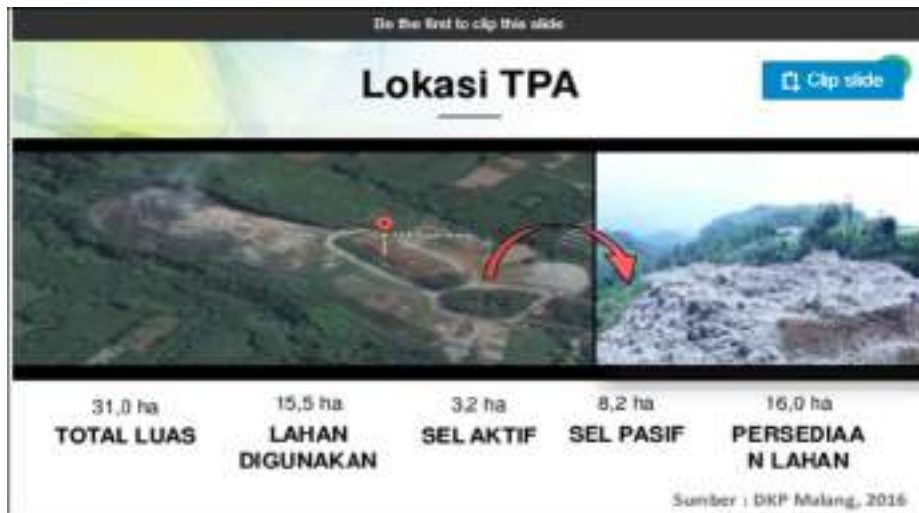 Be the first to clip this slide
Lokasi TPA
Clip slide
31,0 ha
TOTAL LUAS
15,5 ha
LAHAN
DIGUNAKAN
3,2 ha
SEL AKTIF
8,2 ha
SEL PASIF
16,0 ha
PERSEDIAA
N LAHAN
Sumber : DKP Malang, 2016